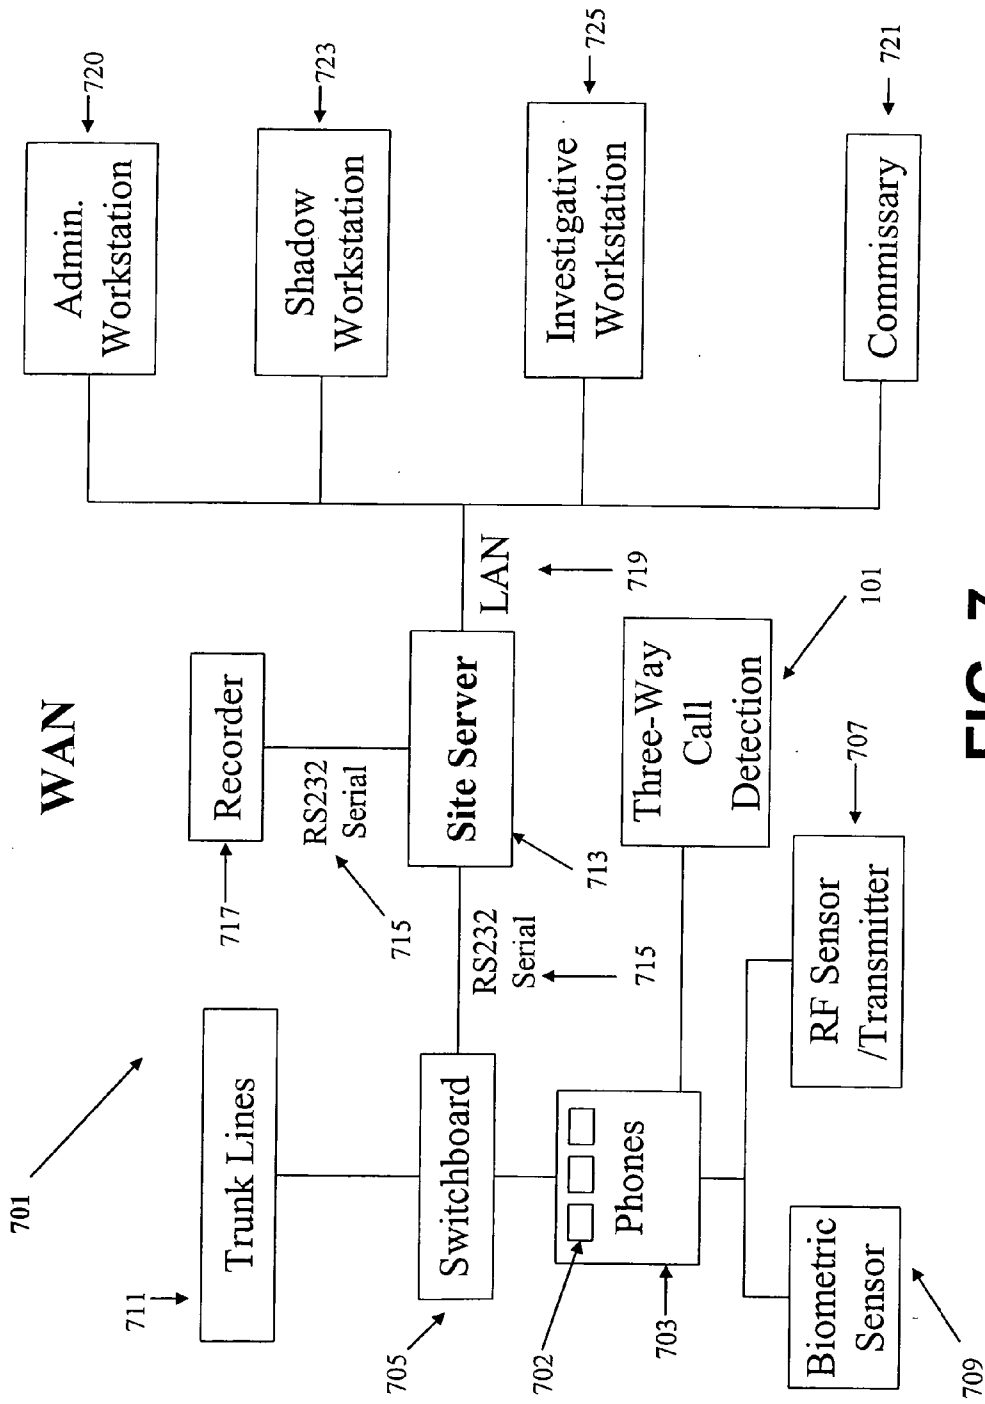 WAN
701
711
Trunk Lines
717
Recorder
RS232
Serial
715
Admin.
Workstation
720
Shadow
Workstation
723
705
Switchboard
RS232
Serial
715
Site Server
713
LAN
719
Investigative
Workstation
725
702
703
Phones
Three-Way
Call
Detection
101
Commissary
721
Biometric
Sensor
709
RF Sensor
/Transmitter
707
FIG. 7